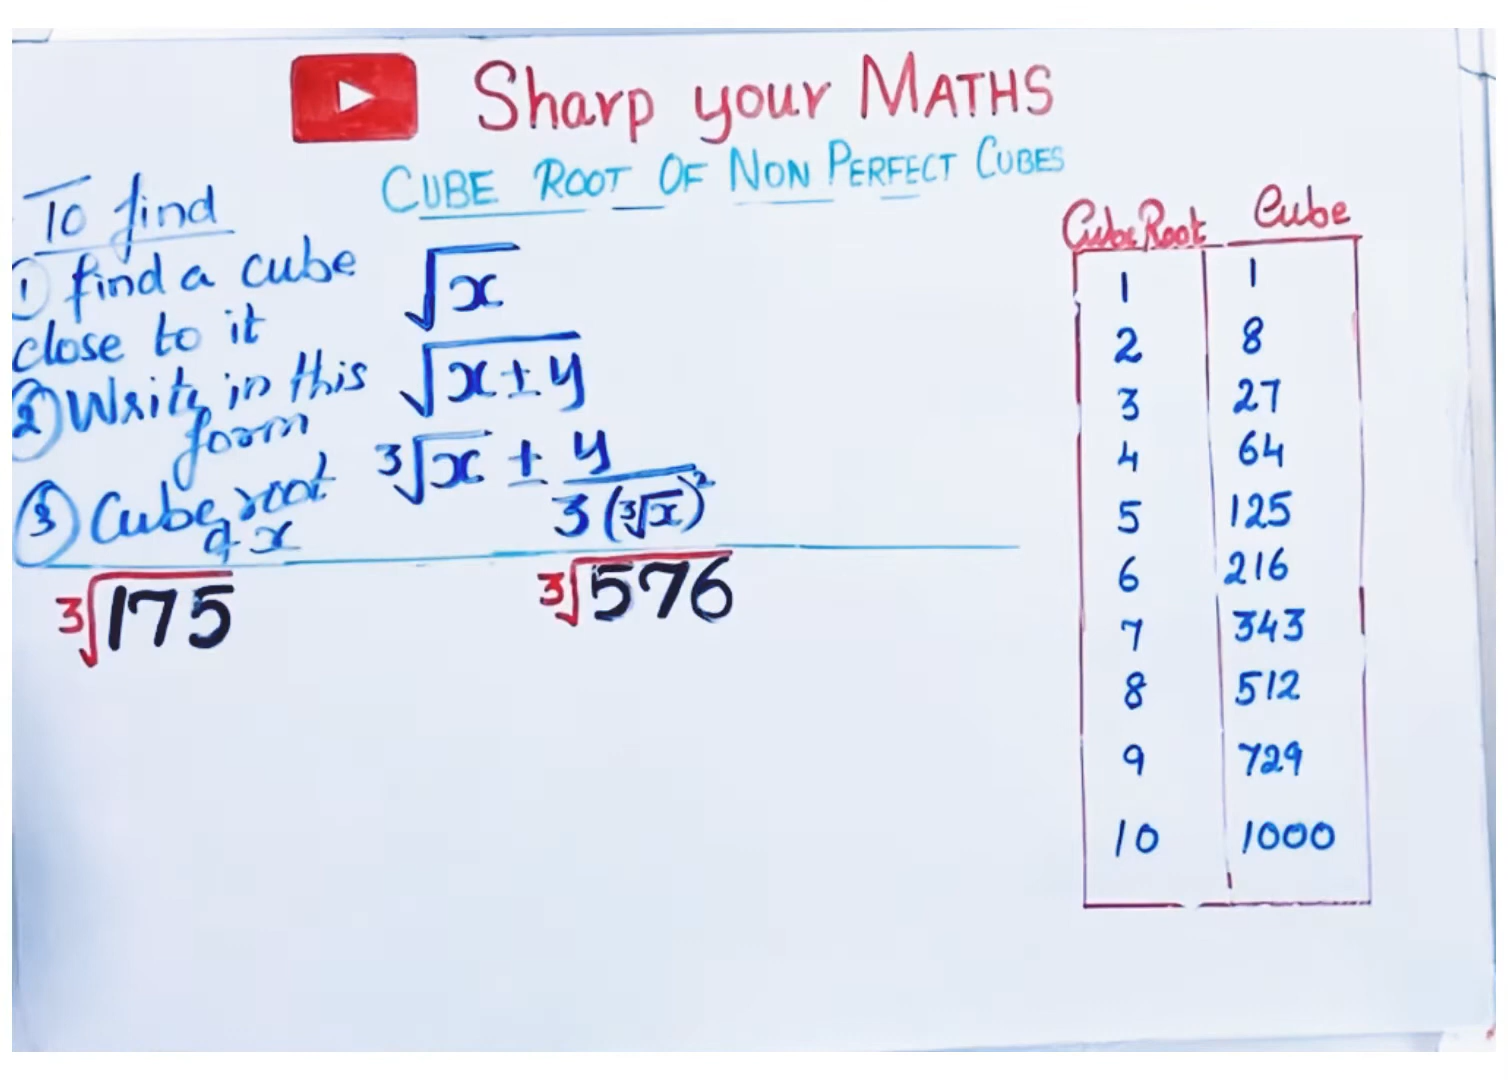 Sharp your MATHS
CUBE ROOT OF NON PERFECT CUBES
To find
① find a cube
close to it
√x
② Write in this
form
√x±y
③ Cube root
of x
³√x ± y/3(³√x)²
³√175
³√576
Cube Root Cube
1 1
2 8
3 27
4 64
5 125
6 216
7 343
8 512
9 729
10 1000